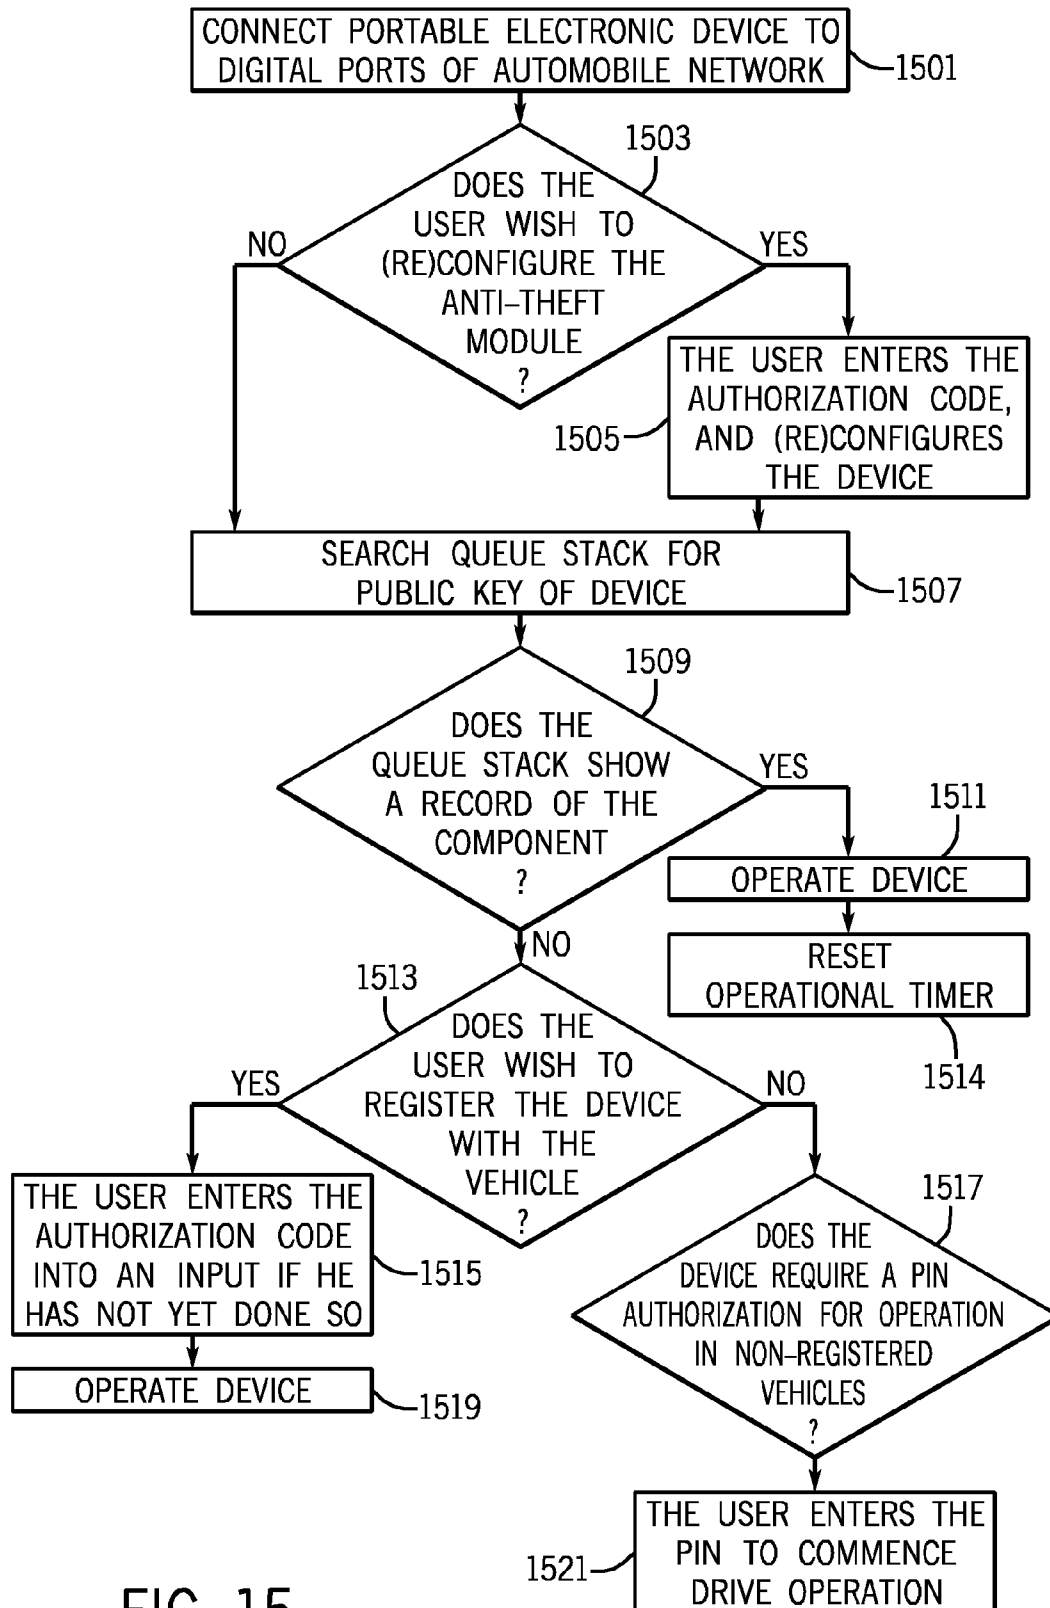 CONNECT PORTABLE ELECTRONIC DEVICE TO
DIGITAL PORTS OF AUTOMOBILE NETWORK
1501
1503
DOES THE
USER WISH TO
(RE)CONFIGURE THE
ANTI-THEFT
MODULE
?
NO
YES
THE USER ENTERS THE
AUTHORIZATION CODE,
AND (RE)CONFIGURES
THE DEVICE
1505
SEARCH QUEUE STACK FOR
PUBLIC KEY OF DEVICE
1507
1509
DOES THE
QUEUE STACK SHOW
A RECORD OF THE
COMPONENT
?
YES
1511
OPERATE DEVICE
RESET
OPERATIONAL TIMER
1514
NO
1513
DOES THE
USER WISH TO
REGISTER THE DEVICE
WITH THE
VEHICLE
?
YES
NO
THE USER ENTERS THE
AUTHORIZATION CODE
INTO AN INPUT IF HE
HAS NOT YET DONE SO
1515
OPERATE DEVICE
1519
1517
DOES THE
DEVICE REQUIRE A PIN
AUTHORIZATION FOR OPERATION
IN NON-REGISTERED
VEHICLES
?
THE USER ENTERS THE
PIN TO COMMENCE
DRIVE OPERATION
1521
FIG. 15